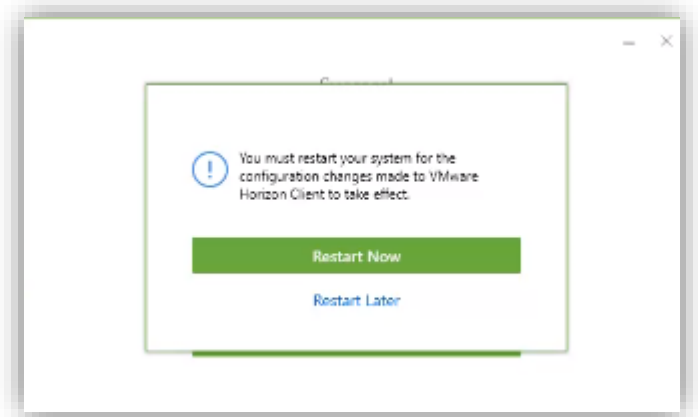 You must restart your system for the
configuration changes made to VMware
Horizon Client to take effect.
Restart Now
Restart Later